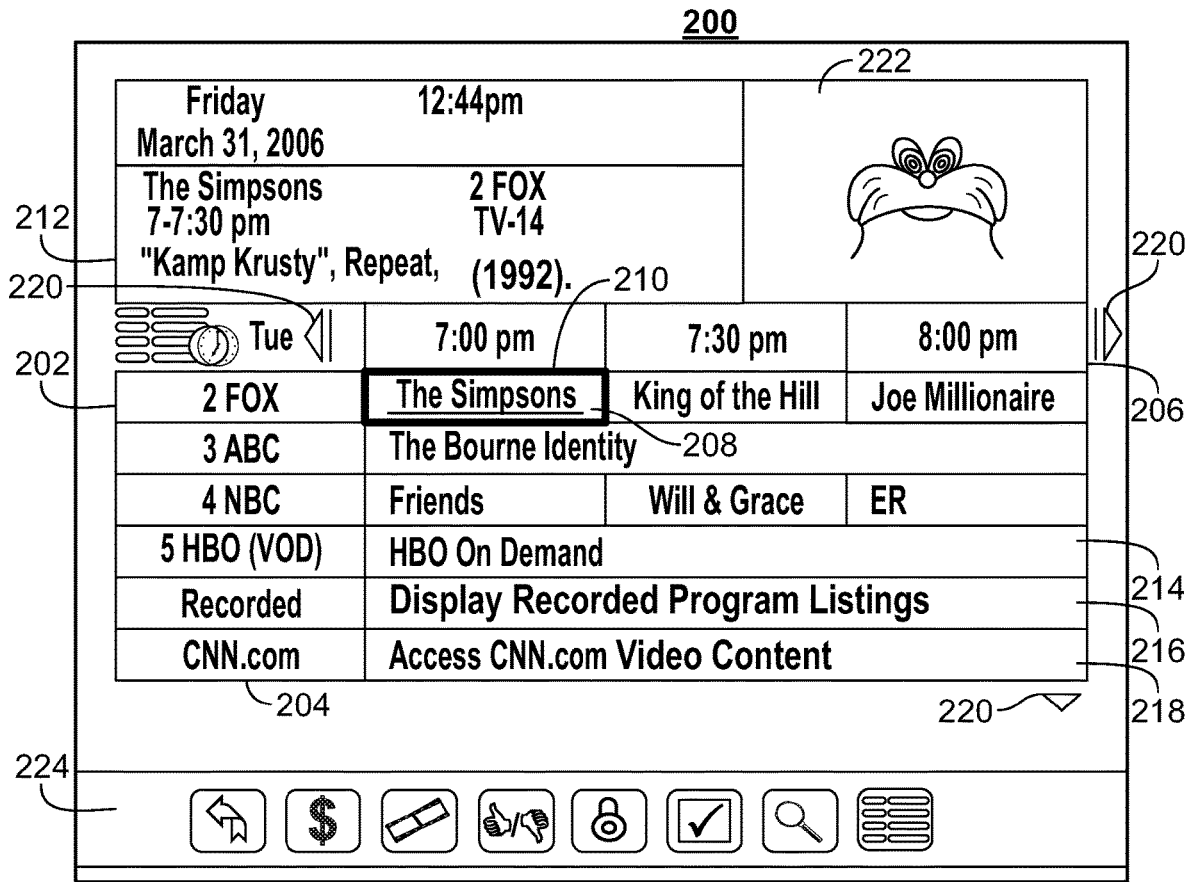 200
222
Friday 12:44pm
March 31, 2006
The Simpsons 2 FOX
212 7-7:30 pm TV-14
220 "Kamp Krusty", Repeat, (1992). 210 220
Tue 7:00 pm 7:30 pm 8:00 pm
202 2 FOX The Simpsons King of the Hill Joe Millionaire 206
3 ABC The Bourne Identity 208
4 NBC Friends Will & Grace ER
5 HBO (VOD) HBO On Demand 214
Recorded Display Recorded Program Listings 216
CNN.com Access CNN.com Video Content 218
204 220
224
$ /